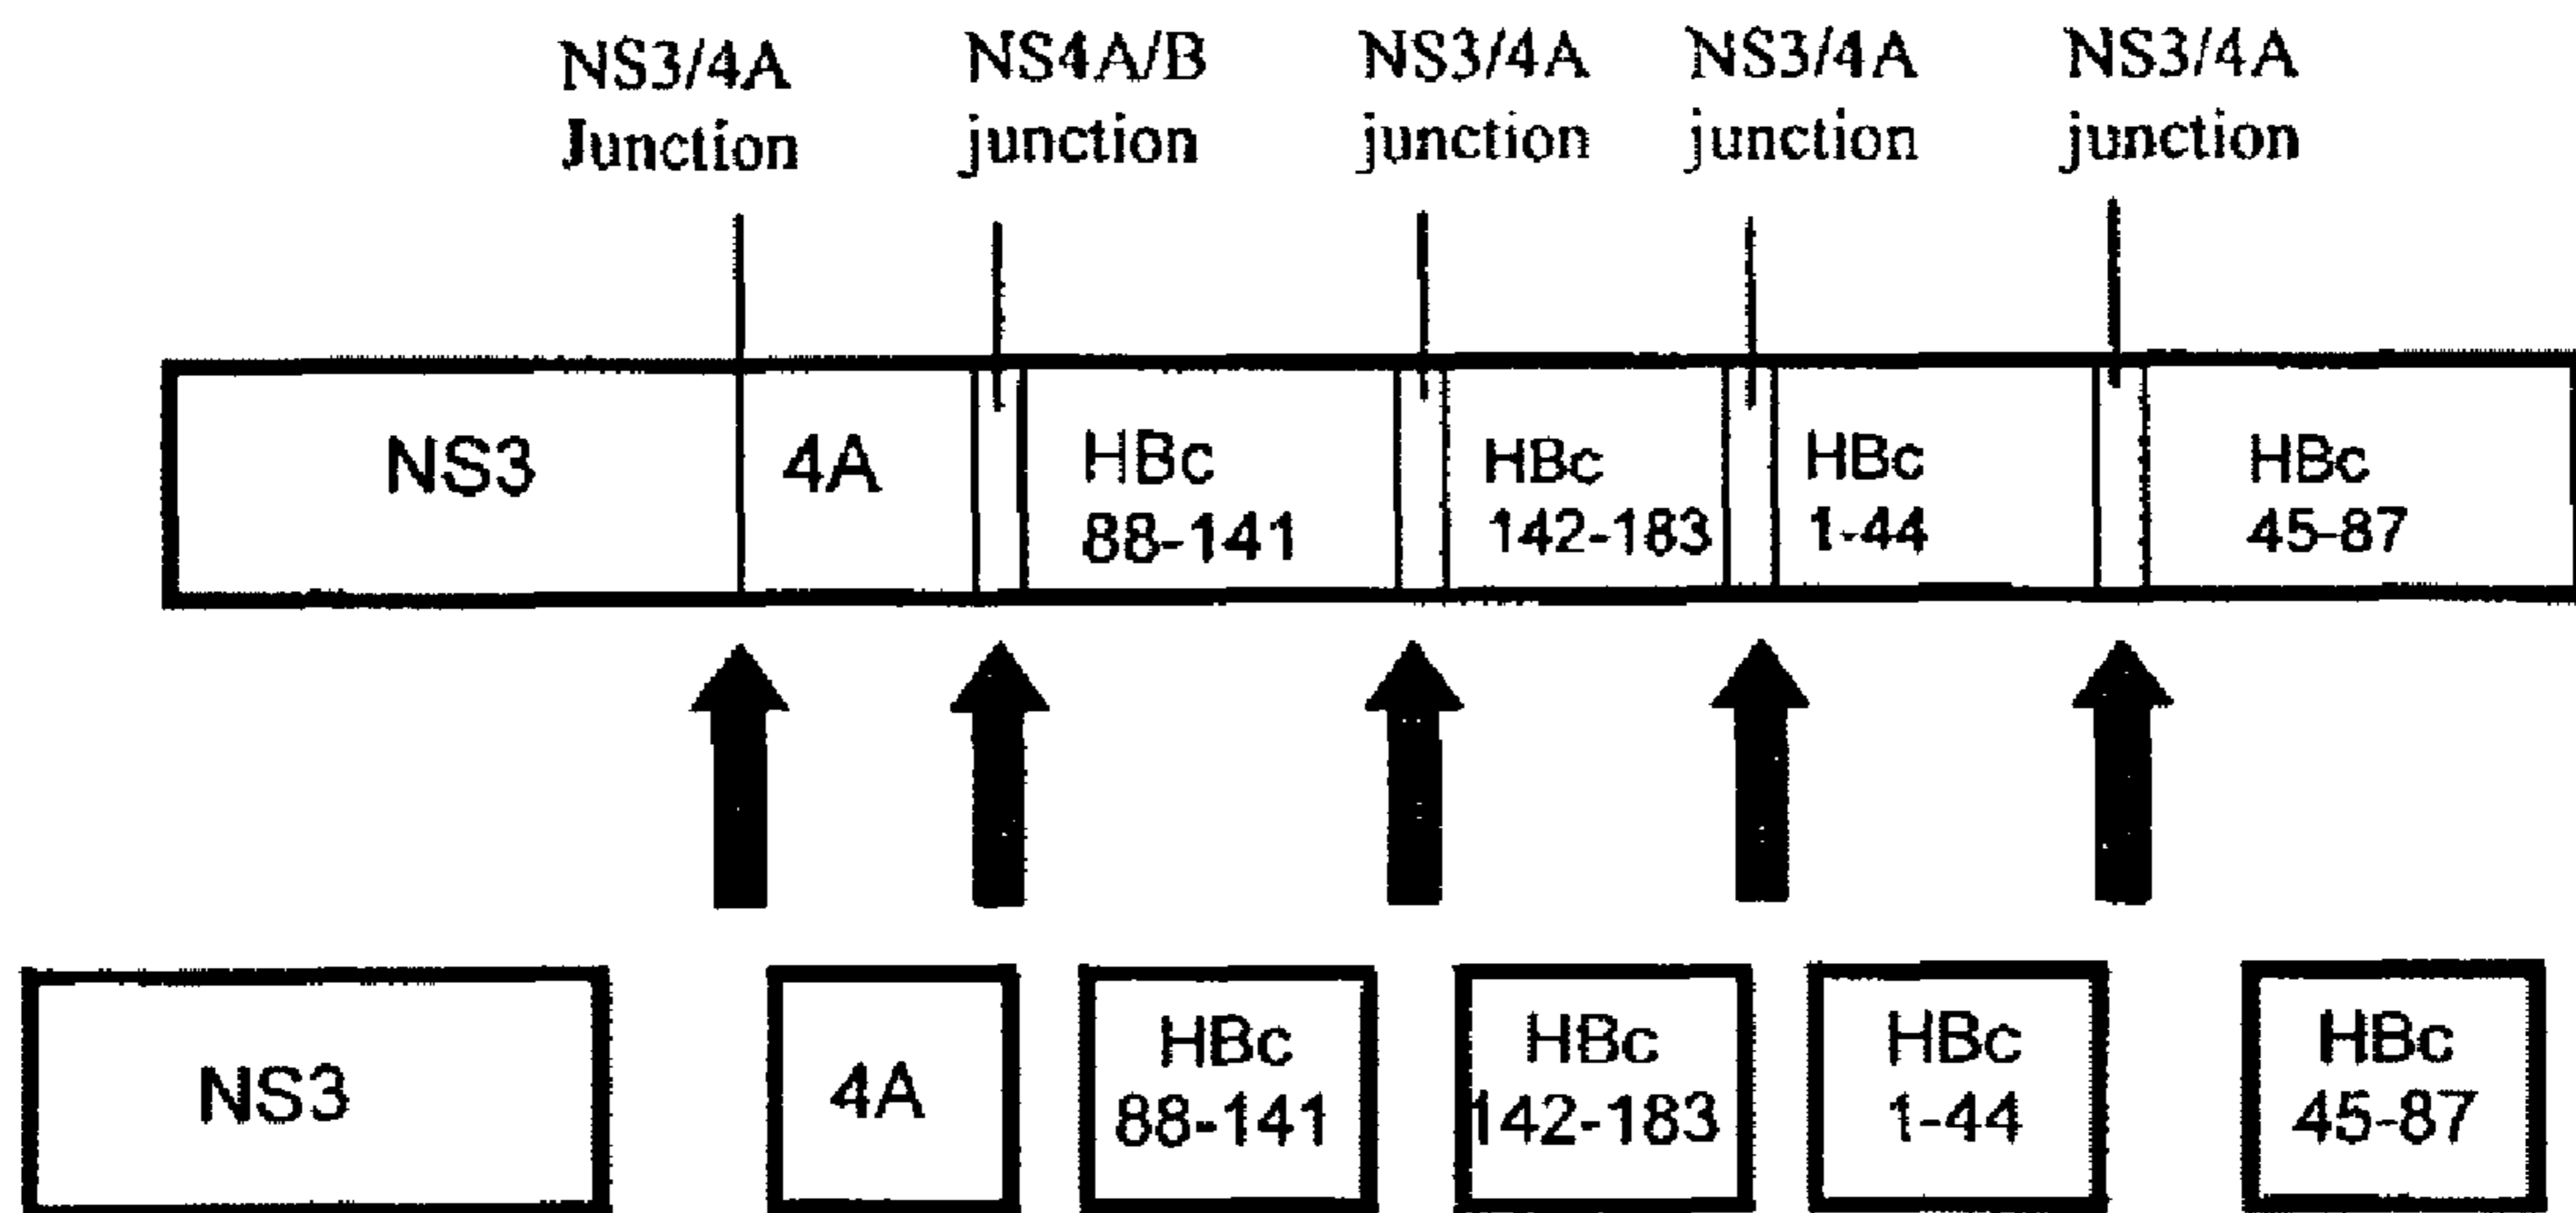 NS3/4A
Junction
NS4A/B
junction
NS3/4A
junction
NS3/4A
junction
NS3/4A
junction
NS3
4A
HBc
88-141
HBc
142-183
HBc
1-44
HBc
45-87
NS3
4A
HBc
88-141
HBc
142-183
HBc
1-44
HBc
45-87